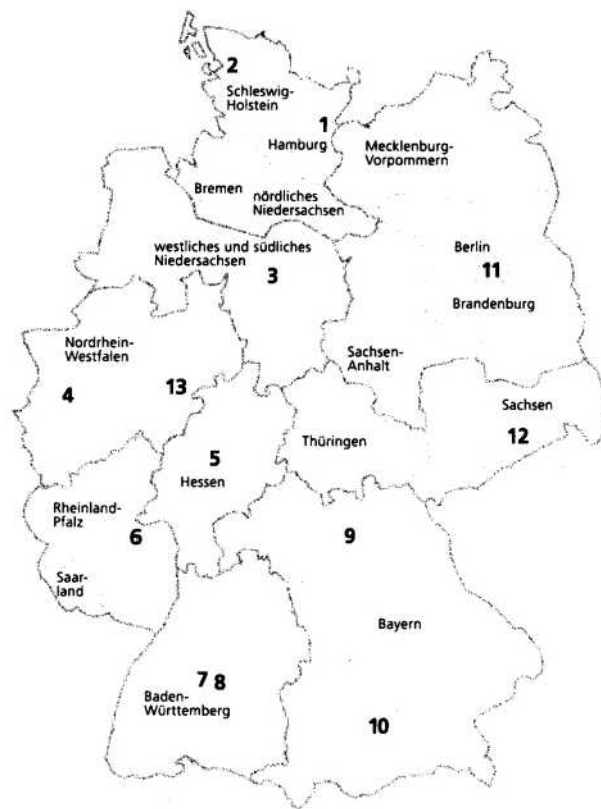 2
Schleswig-
Holstein
1
Hamburg
Mecklenburg-
Vorpommern
Bremen
nördliches
Niedersachsen
westliches und südliches
Niedersachsen
3
Berlin
11
Brandenburg
Nordrhein-
Westfalen
4
13
Sachsen-
Anhalt
Sachsen
12
Thüringen
5
Hessen
Rheinland-
Pfalz
6
Saar-
land
9
Bayern
7 8
Baden-
Württemberg
10